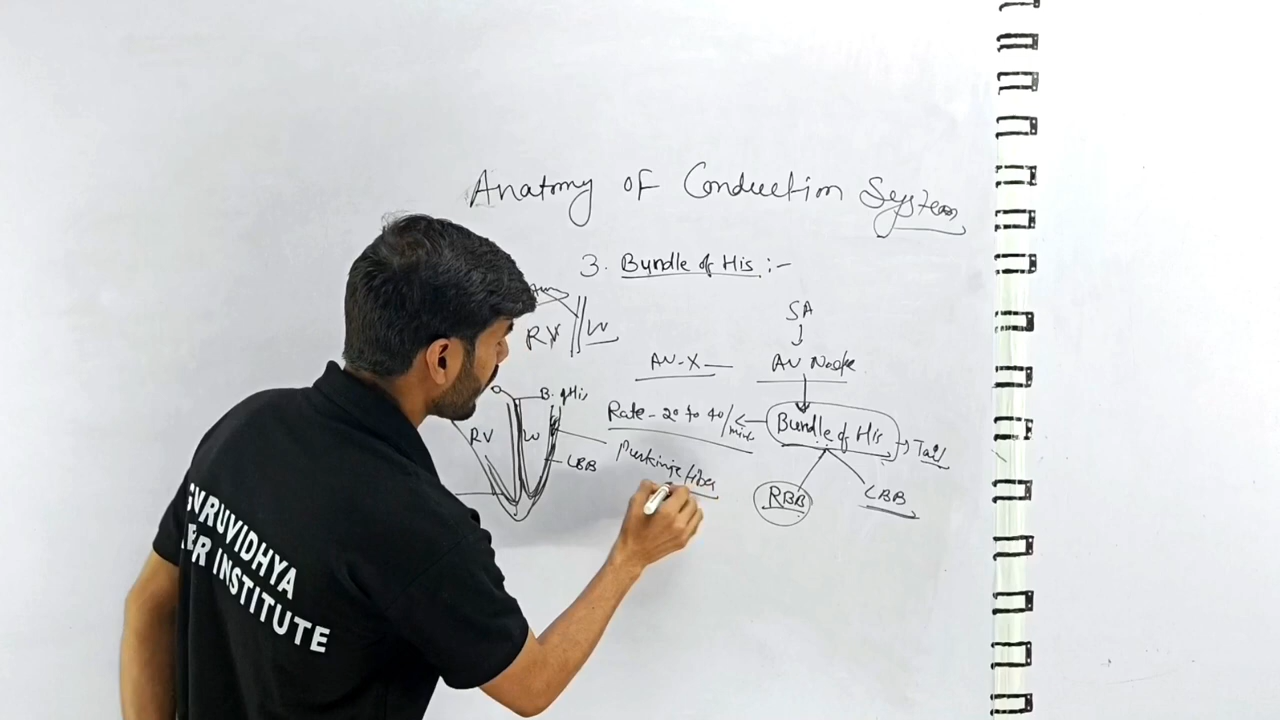 Anatomy of Conduction System
3. Bundle of His :-
RV LV
SA
AV-X
AV Node
B. of His
Rate - 20 to 40/min
Bundle of His
Tail
RV LV
LBB
Purkinje fiber
RBB
LBB
GURUVIDHYA
INSTITUTE